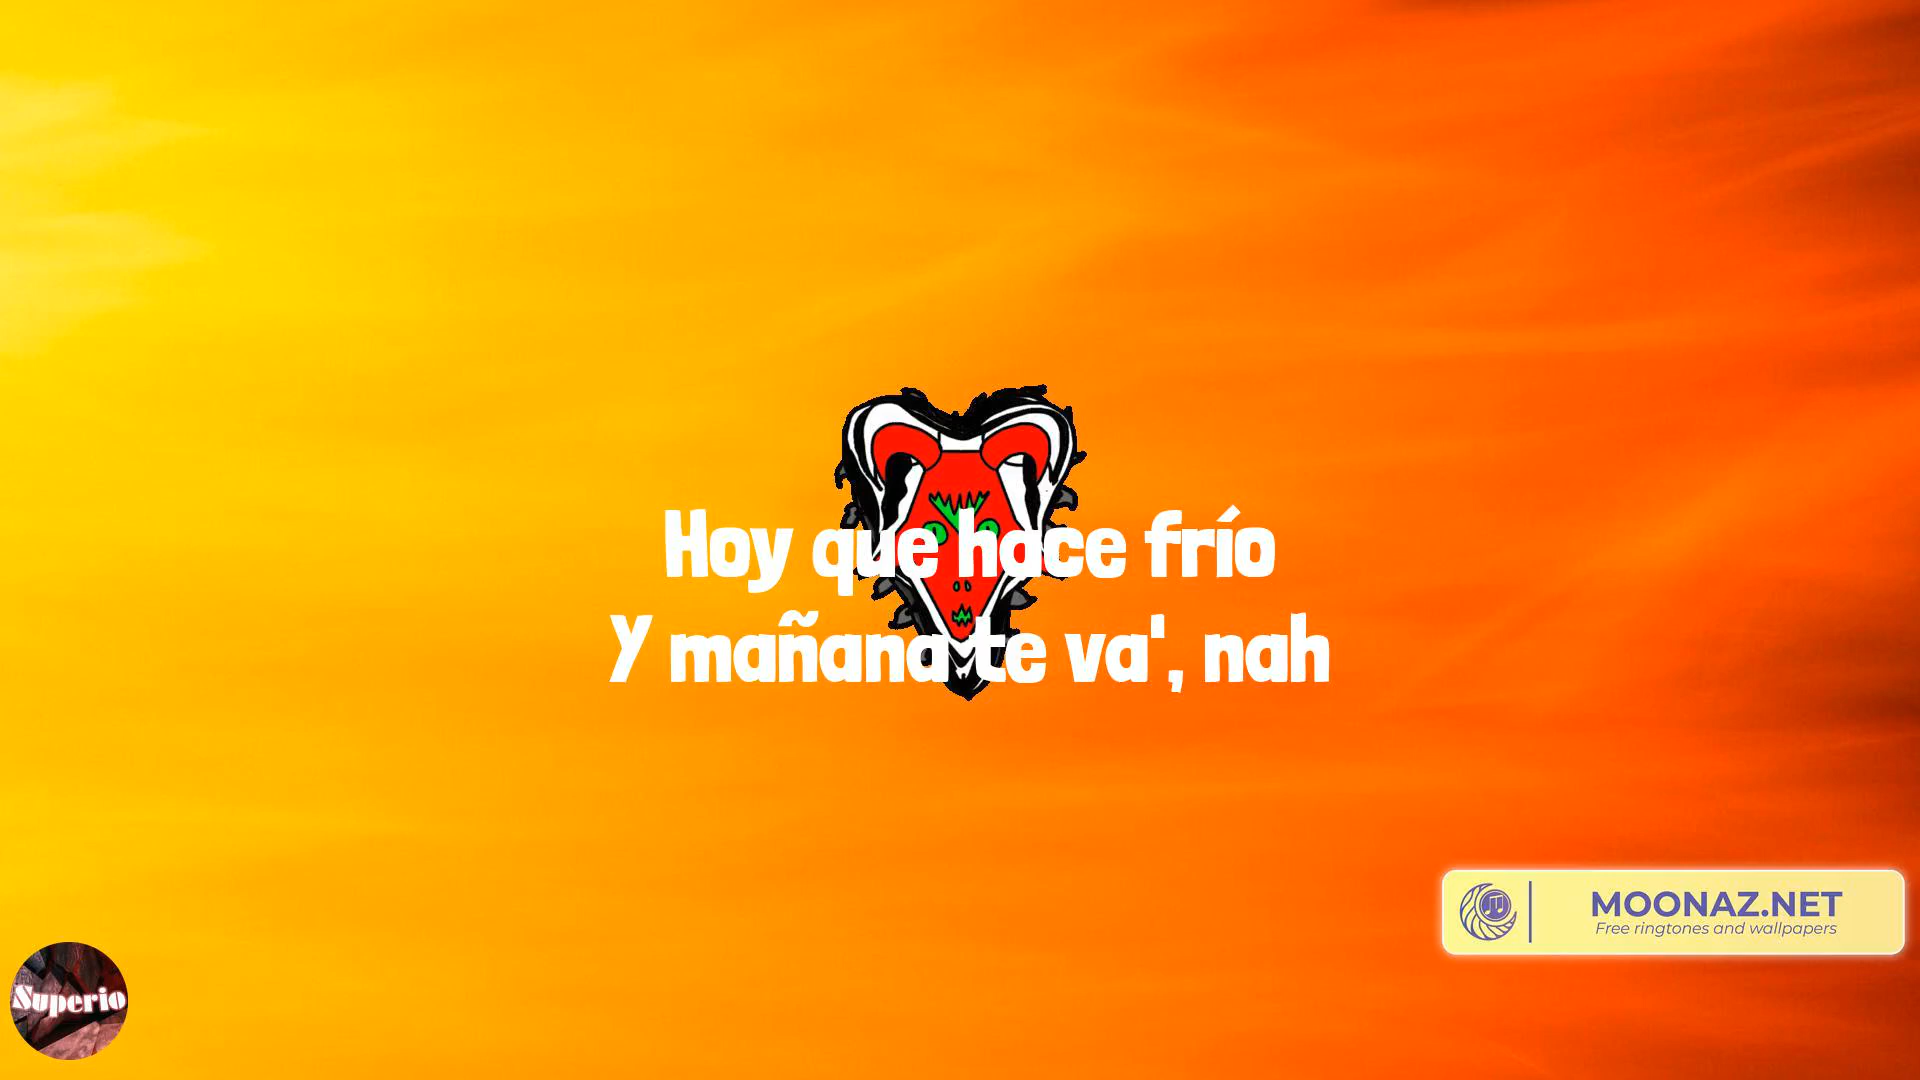 Hoy que hace frío
Y mañana te va', nah
MOONAZ.NET
Free ringtones and wallpapers
Superio